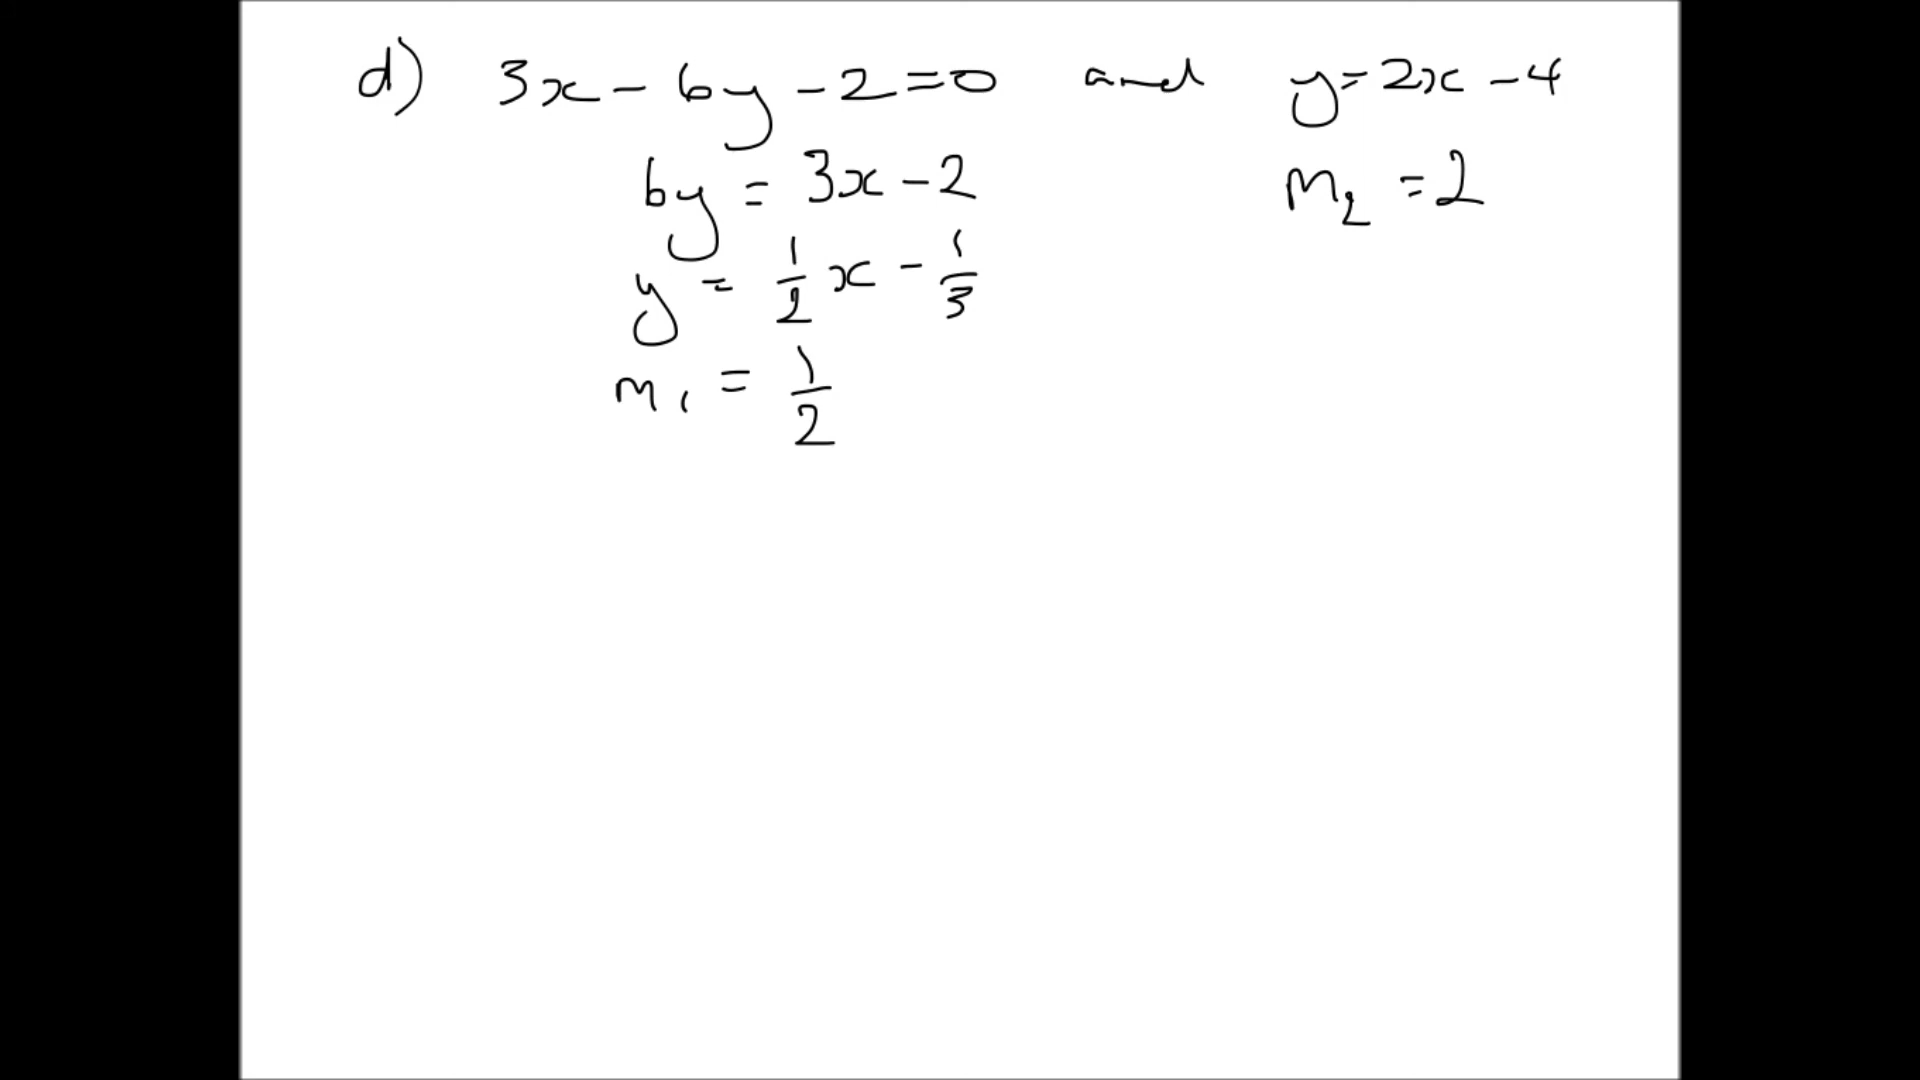 d) 3x - 6y - 2 = 0 and y = 2x - 4
6y = 3x - 2 m₂ = 2
y = 1/2 x - 1/3
m₁ = 1/2